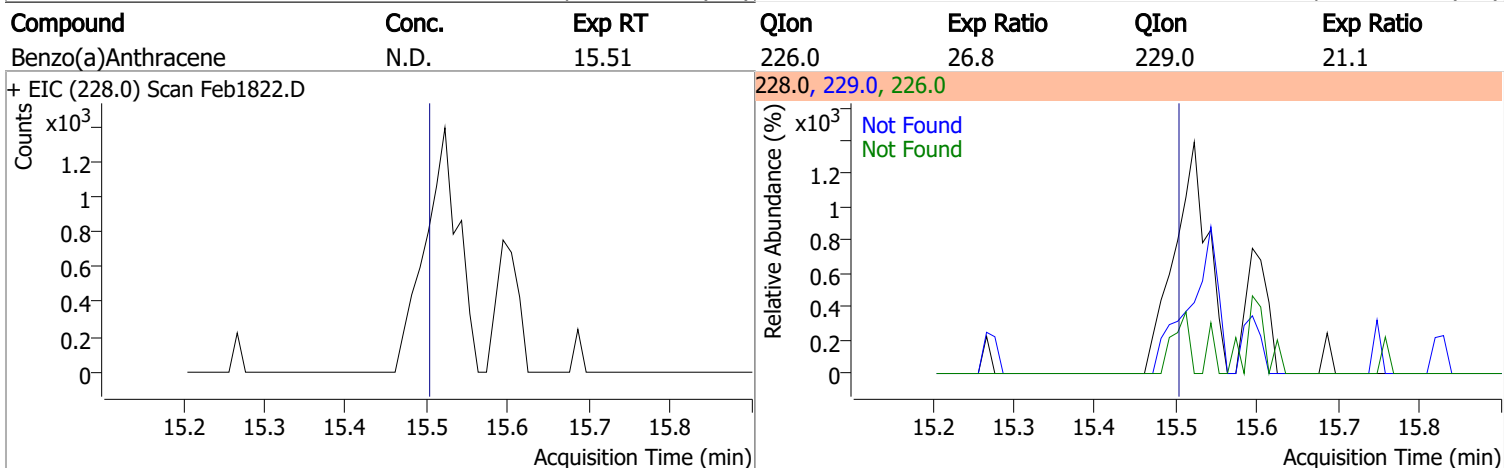 Compound Conc. Exp RT QIon Exp Ratio QIon Exp Ratio
Benzo(a)Anthracene N.D. 15.51 226.0 26.8 229.0 21.1
+ EIC (228.0) Scan Feb1822.D
Counts
x10³
1.2
1
0.8
0.6
0.4
0.2
0
15.2 15.3 15.4 15.5 15.6 15.7 15.8
Acquisition Time (min)
228.0, 229.0, 226.0
Relative Abundance (%)
x10³
Not Found
Not Found
1.2
1
0.8
0.6
0.4
0.2
0
15.2 15.3 15.4 15.5 15.6 15.7 15.8
Acquisition Time (min)